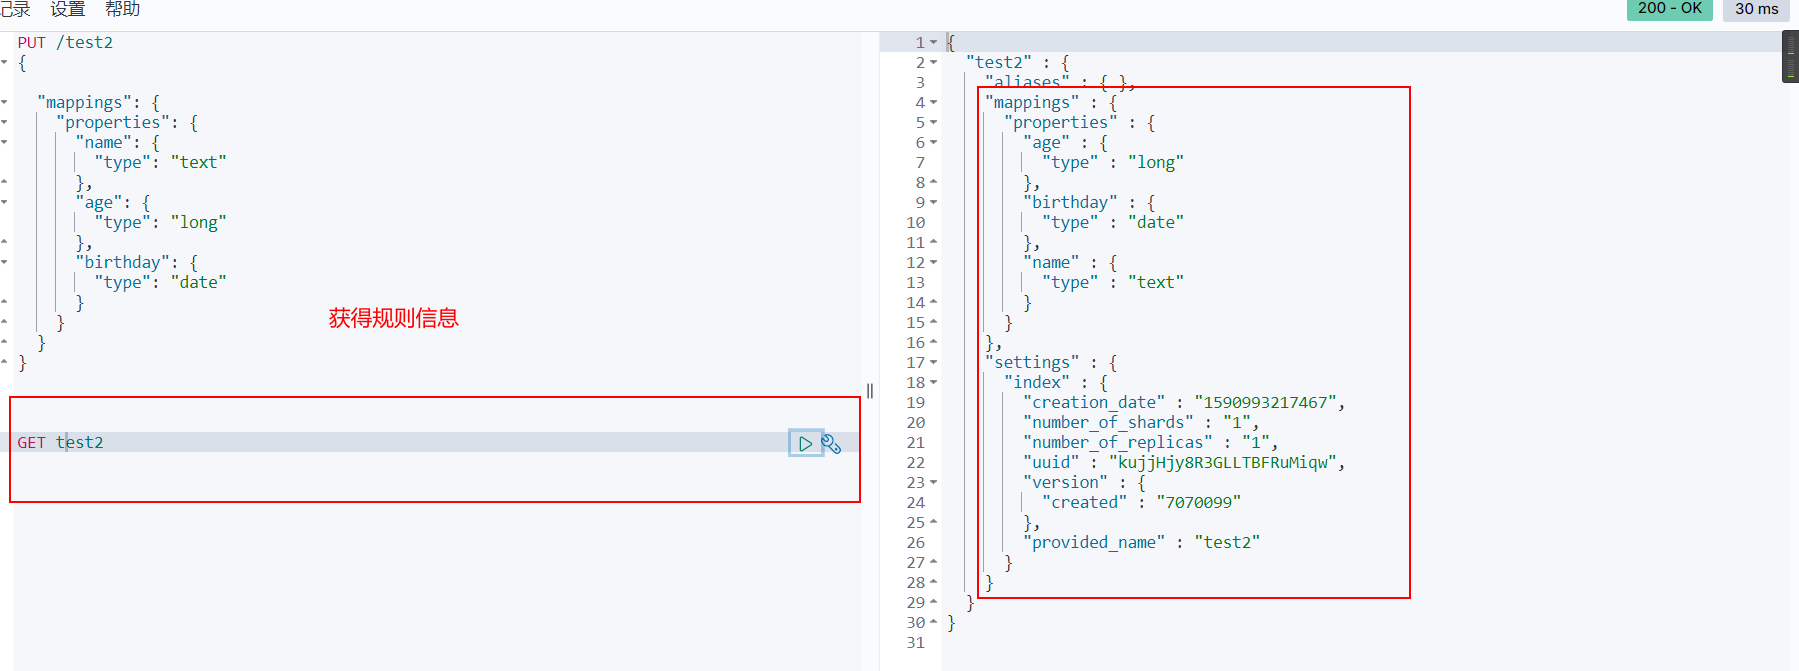 记录 设置 帮助
200 - OK 30 ms
PUT /test2
{
"mappings": {
"properties": {
"name": {
"type": "text"
},
"age": {
"type": "long"
},
"birthday": {
"type": "date"
}
}
}
}
获得规则信息
GET test2
1 {
2 "test2" : {
3 "aliases" : { },
4 "mappings" : {
5 "properties" : {
6 "age" : {
7 "type" : "long"
8 },
9 "birthday" : {
10 "type" : "date"
11 },
12 "name" : {
13 "type" : "text"
14 }
15 }
16 },
17 "settings" : {
18 "index" : {
19 "creation_date" : "1590993217467",
20 "number_of_shards" : "1",
21 "number_of_replicas" : "1",
22 "uuid" : "kujjHjy8R3GLLTBFRuMiqw",
23 "version" : {
24 "created" : "7070099"
25 },
26 "provided_name" : "test2"
27 }
28 }
29 }
30 }
31